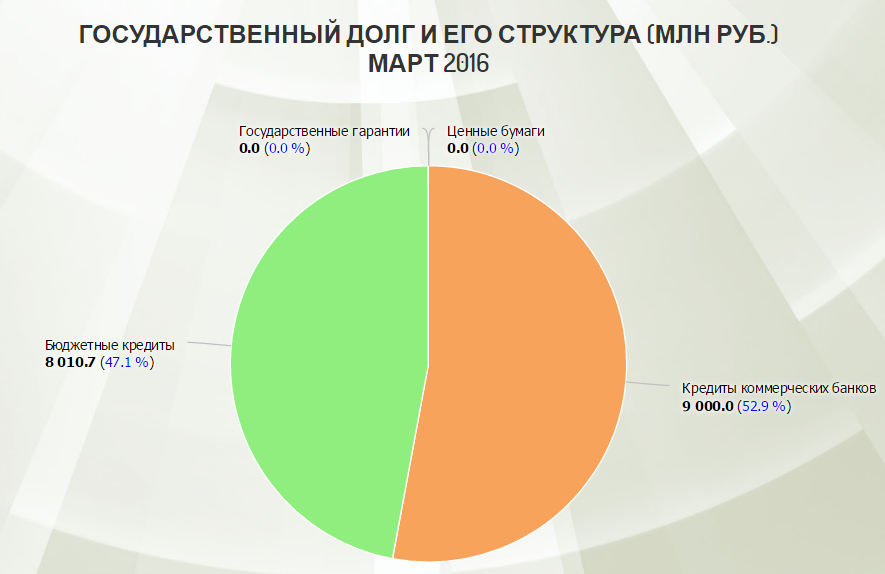 ГОСУДАРСТВЕННЫЙ ДОЛГ И ЕГО СТРУКТУРА (МЛН РУБ.)
МАРТ 2016
Государственные гарантии
0.0 (0.0 %)
Ценные бумаги
0.0 (0.0 %)
Бюджетные кредиты
8 010.7 (47.1 %)
Кредиты коммерческих банков
9 000.0 (52.9 %)